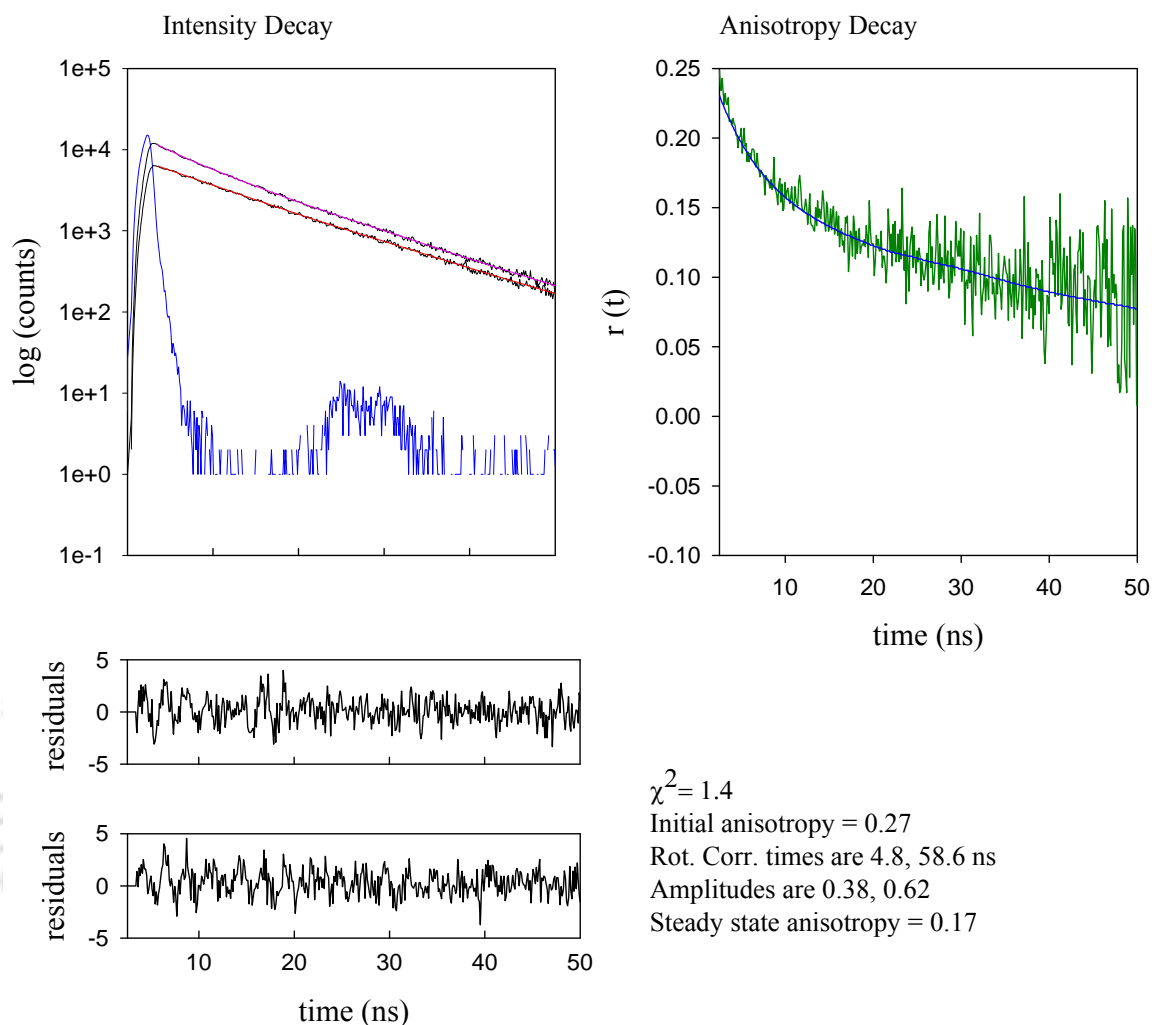 Intensity Decay
Anisotropy Decay
1e+5
1e+4
1e+3
1e+2
1e+1
1e+0
1e-1
log (counts)
0.25
0.20
0.15
0.10
0.05
0.00
-0.05
-0.10
r (t)
10 20 30 40 50
time (ns)
5
0
-5
residuals
5
0
-5
residuals
10 20 30 40 50
time (ns)
χ²= 1.4
Initial anisotropy = 0.27
Rot. Corr. times are 4.8, 58.6 ns
Amplitudes are 0.38, 0.62
Steady state anisotropy = 0.17